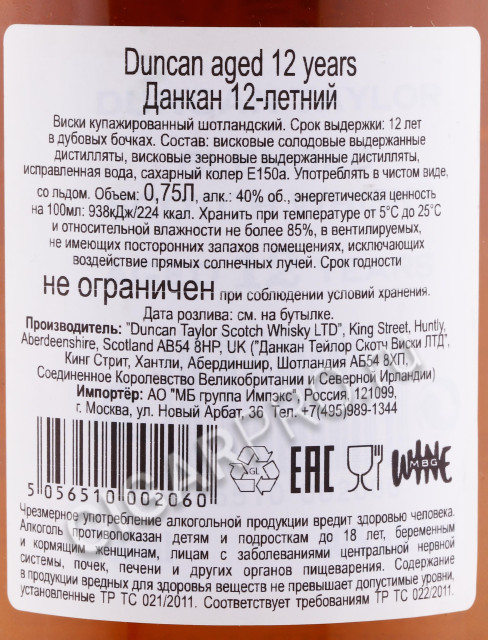 Duncan aged 12 years
Данкан 12-летний
Виски купажированный шотландский. Срок выдержки: 12 лет
в дубовых бочках. Состав: висковые солодовые выдержанные
дистилляты, висковые зерновые выдержанные дистилляты,
исправленная вода, сахарный колер Е150а. Употреблять в чистом виде,
со льдом. Объем: 0,75Л, алк.: 40% об., энергетическая ценность
на 100мл: 938кДж/224 ккал. Хранить при температуре от 5°С до 25°С
и относительной влажности не более 85%, в вентилируемых,
не имеющих посторонних запахов помещениях, исключающих
воздействие прямых солнечных лучей. Срок годности
не ограничен при соблюдении условий хранения.
Дата розлива: см. на бутылке.
Производитель: "Duncan Taylor Scotch Whisky LTD", King Street, Huntly,
Aberdeenshire, Scotland AB54 8HP, UK ("Данкан Тейлор Скотч Виски ЛТД",
Кинг Стрит, Хантли, Абердиншир, Шотландия АБ54 8ХП,
Соединенное Королевство Великобритании и Северной Ирландии)
Импортёр: АО "МБ группа Импэкс", Россия, 121099,
г. Москва, ул. Новый Арбат, 36 Тел. +7(495)989-1344
5 056510 002060
GL
EAC
WINE
MBG
Чрезмерное употребление алкогольной продукции вредит здоровью человека.
Алкоголь противопоказан детям и подросткам до 18 лет, беременным
и кормящим женщинам, лицам с заболеваниями центральной нервной
системы, почек, печени и других органов пищеварения. Содержание
в продукции вредных для здоровья веществ не превышает допустимые уровни,
установленные ТР ТС 021/2011. Соответствует требованиям ТР ТС 022/2011.